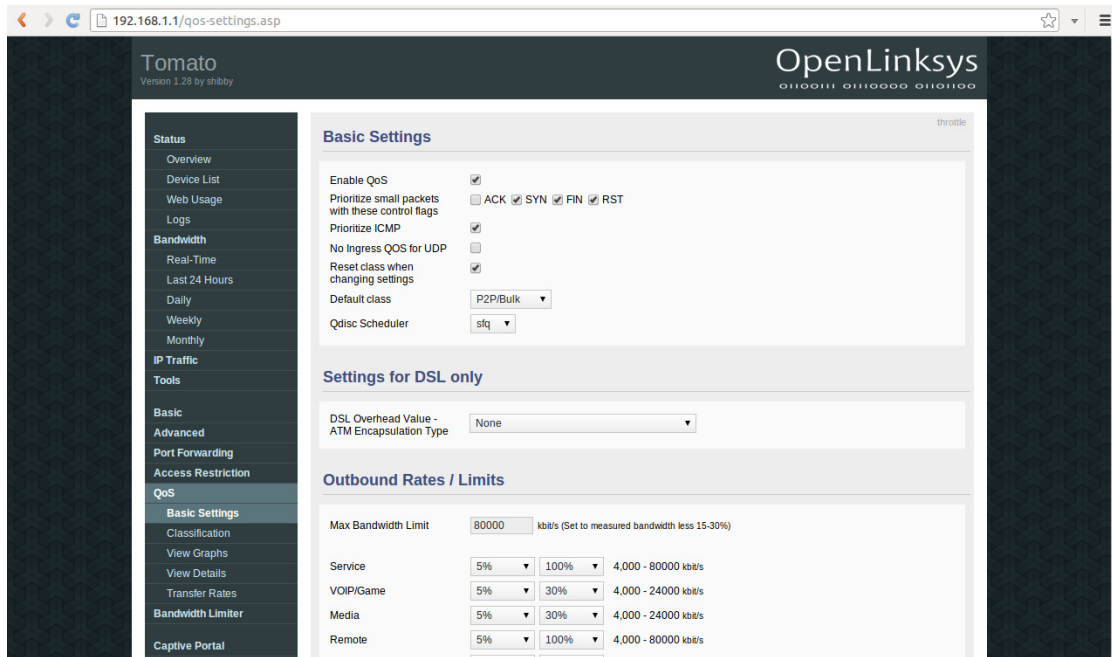 192.168.1.1/qos-settings.asp
Tomato
Version 1.28 by shibby
OpenLinksys
01100111 01110000 01101100
Status
Overview
Device List
Web Usage
Logs
Bandwidth
Real-Time
Last 24 Hours
Daily
Weekly
Monthly
IP Traffic
Tools
Basic
Advanced
Port Forwarding
Access Restriction
QoS
Basic Settings
Classification
View Graphs
View Details
Transfer Rates
Bandwidth Limiter
Captive Portal
throttle
Basic Settings
Enable QoS
Prioritize small packets
with these control flags
ACK SYN FIN RST
Prioritize ICMP
No Ingress QOS for UDP
Reset class when
changing settings
Default class P2P/Bulk
Qdisc Scheduler sfq
Settings for DSL only
DSL Overhead Value -
ATM Encapsulation Type
None
Outbound Rates / Limits
Max Bandwidth Limit 80000 kbit/s (Set to measured bandwidth less 15-30%)
Service 5% 100% 4,000 - 80000 kbit/s
VOIP/Game 5% 30% 4,000 - 24000 kbit/s
Media 5% 30% 4,000 - 24000 kbit/s
Remote 5% 100% 4,000 - 80000 kbit/s